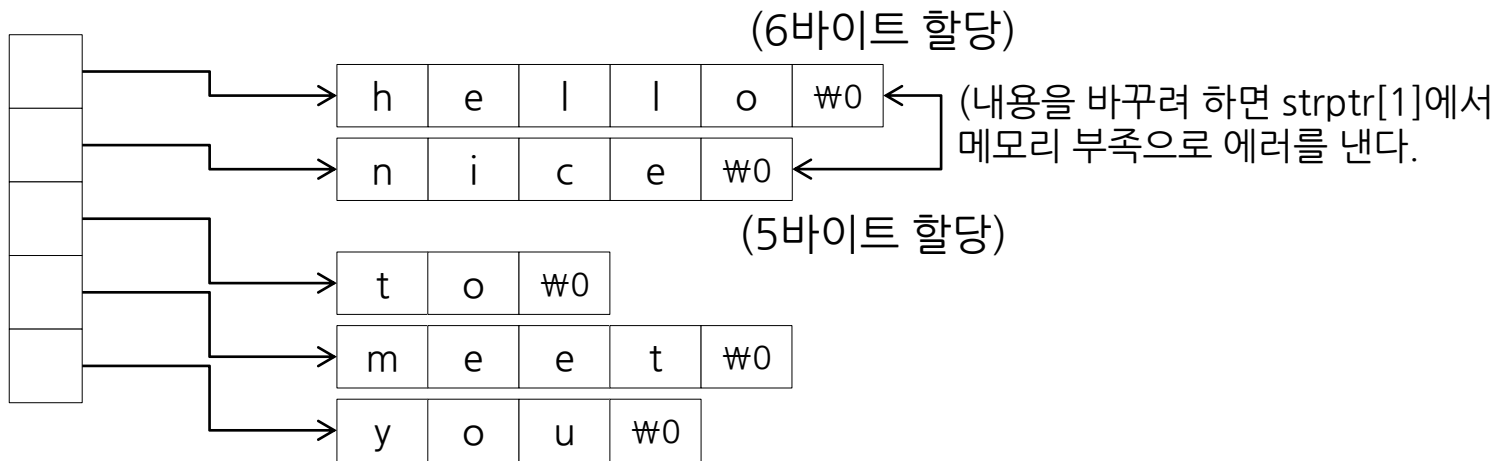 (6바이트 할당)
h e l l o ₩0
(내용을 바꾸려 하면 strptr[1]에서
메모리 부족으로 에러를 낸다.
n i c e ₩0
(5바이트 할당)
t o ₩0
m e e t ₩0
y o u ₩0